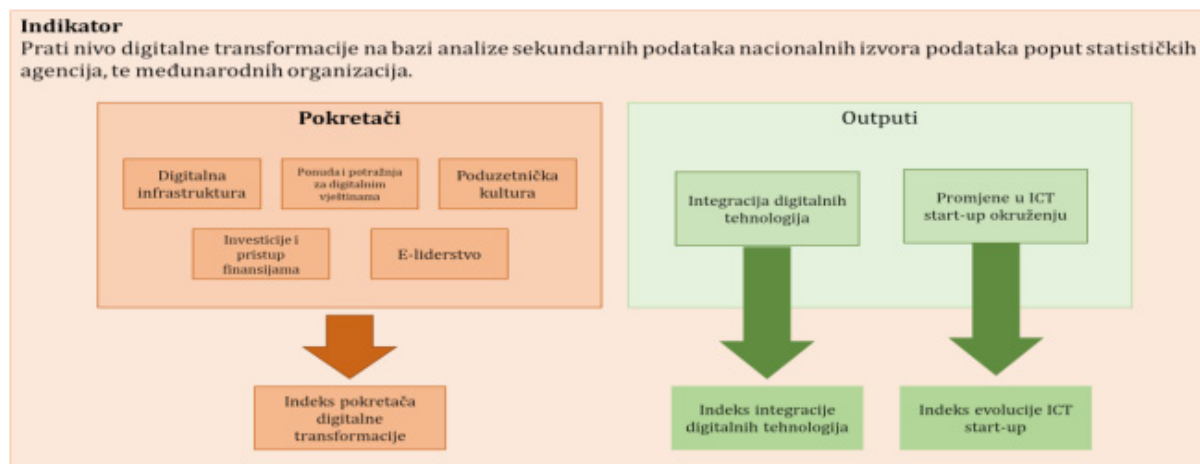 Indikator
Prati nivo digitalne transformacije na bazi analize sekundarnih podataka nacionalnih izvora podataka poput statističkih
agencija, te međunarodnih organizacija.
Pokretači
Digitalna
infrastruktura
Ponuda i potražnja
za digitalnim
vještinama
Poduzetnička
kultura
Investicije i
pristup
finansijama
E-liderstvo
Indeks pokretača
digitalne
transformacije
Outputi
Integracija digitalnih
tehnologija
Promjene u ICT
start-up okruženju
Indeks integracije
digitalnih tehnologija
Indeks evolucije ICT
start-up